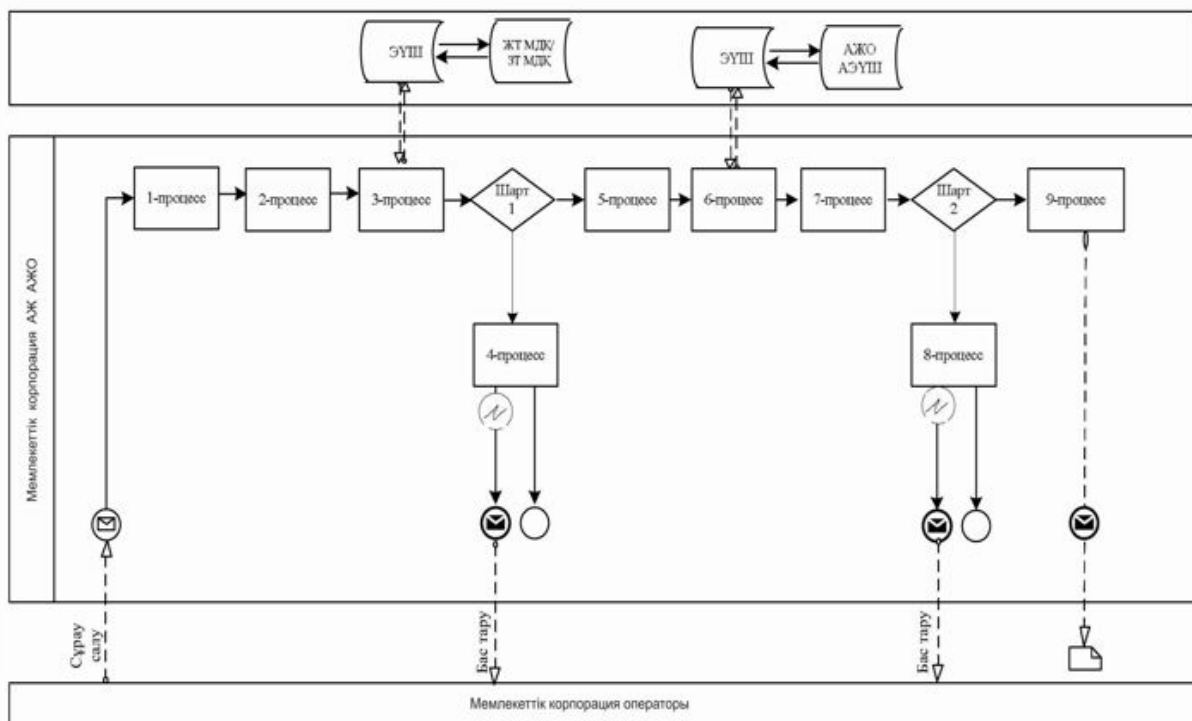 ЭҮШ
ЖТ МДҚ/
ЗТ МДҚ
ЭҮШ
АЖО
АЭҮШ
Мемлекеттік корпорация АЖ АЖО
1-процесс
2-процесс
3-процесс
Шарт
1
5-процесс
6-процесс
7-процесс
Шарт
2
9-процесс
4-процесс
8-процесс
Сұрау
салу
Бас тару
Бас тару
Мемлекеттік корпорация операторы